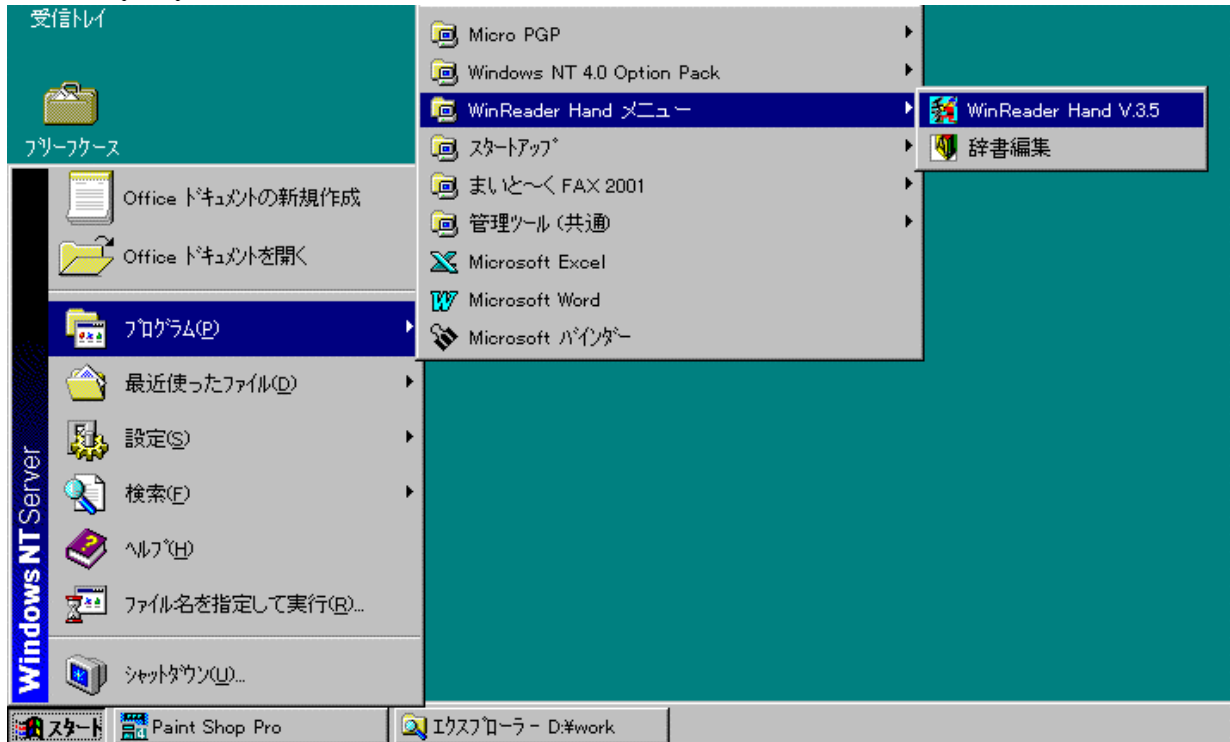 受信トレイ
ブリーフケース
Micro PGP
Windows NT 4.0 Option Pack
WinReader Hand メニュー
スタートアップ
まいと～く FAX 2001
管理ツール (共通)
Microsoft Excel
Microsoft Word
Microsoft バインダー
WinReader Hand V.3.5
辞書編集
Office ドキュメントの新規作成
Office ドキュメントを開く
プログラム(P)
最近使ったファイル(D)
設定(S)
検索(F)
ヘルプ(H)
ファイル名を指定して実行(R)...
シャットダウン(U)...
Windows NT Server
スタート
Paint Shop Pro
エクスプローラ - D:¥work